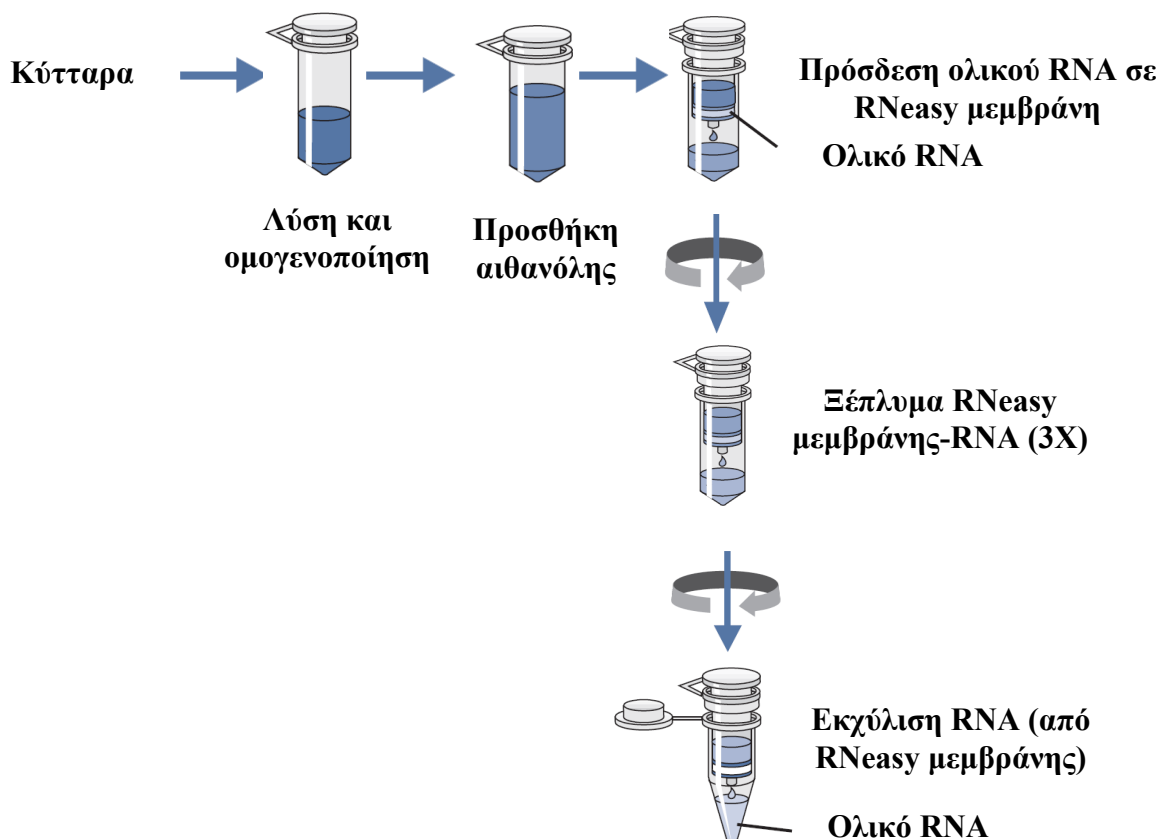 Κύτταρα
Λύση και
ομογενοποίηση
Προσθήκη
αιθανόλης
Πρόσδεση ολικού RNA σε
RNeasy μεμβράνη
Ολικό RNA
Ξέπλυμα RNeasy
μεμβράνης-RNA (3X)
Εκχύλιση RNA (από
RNeasy μεμβράνης)
Ολικό RNA